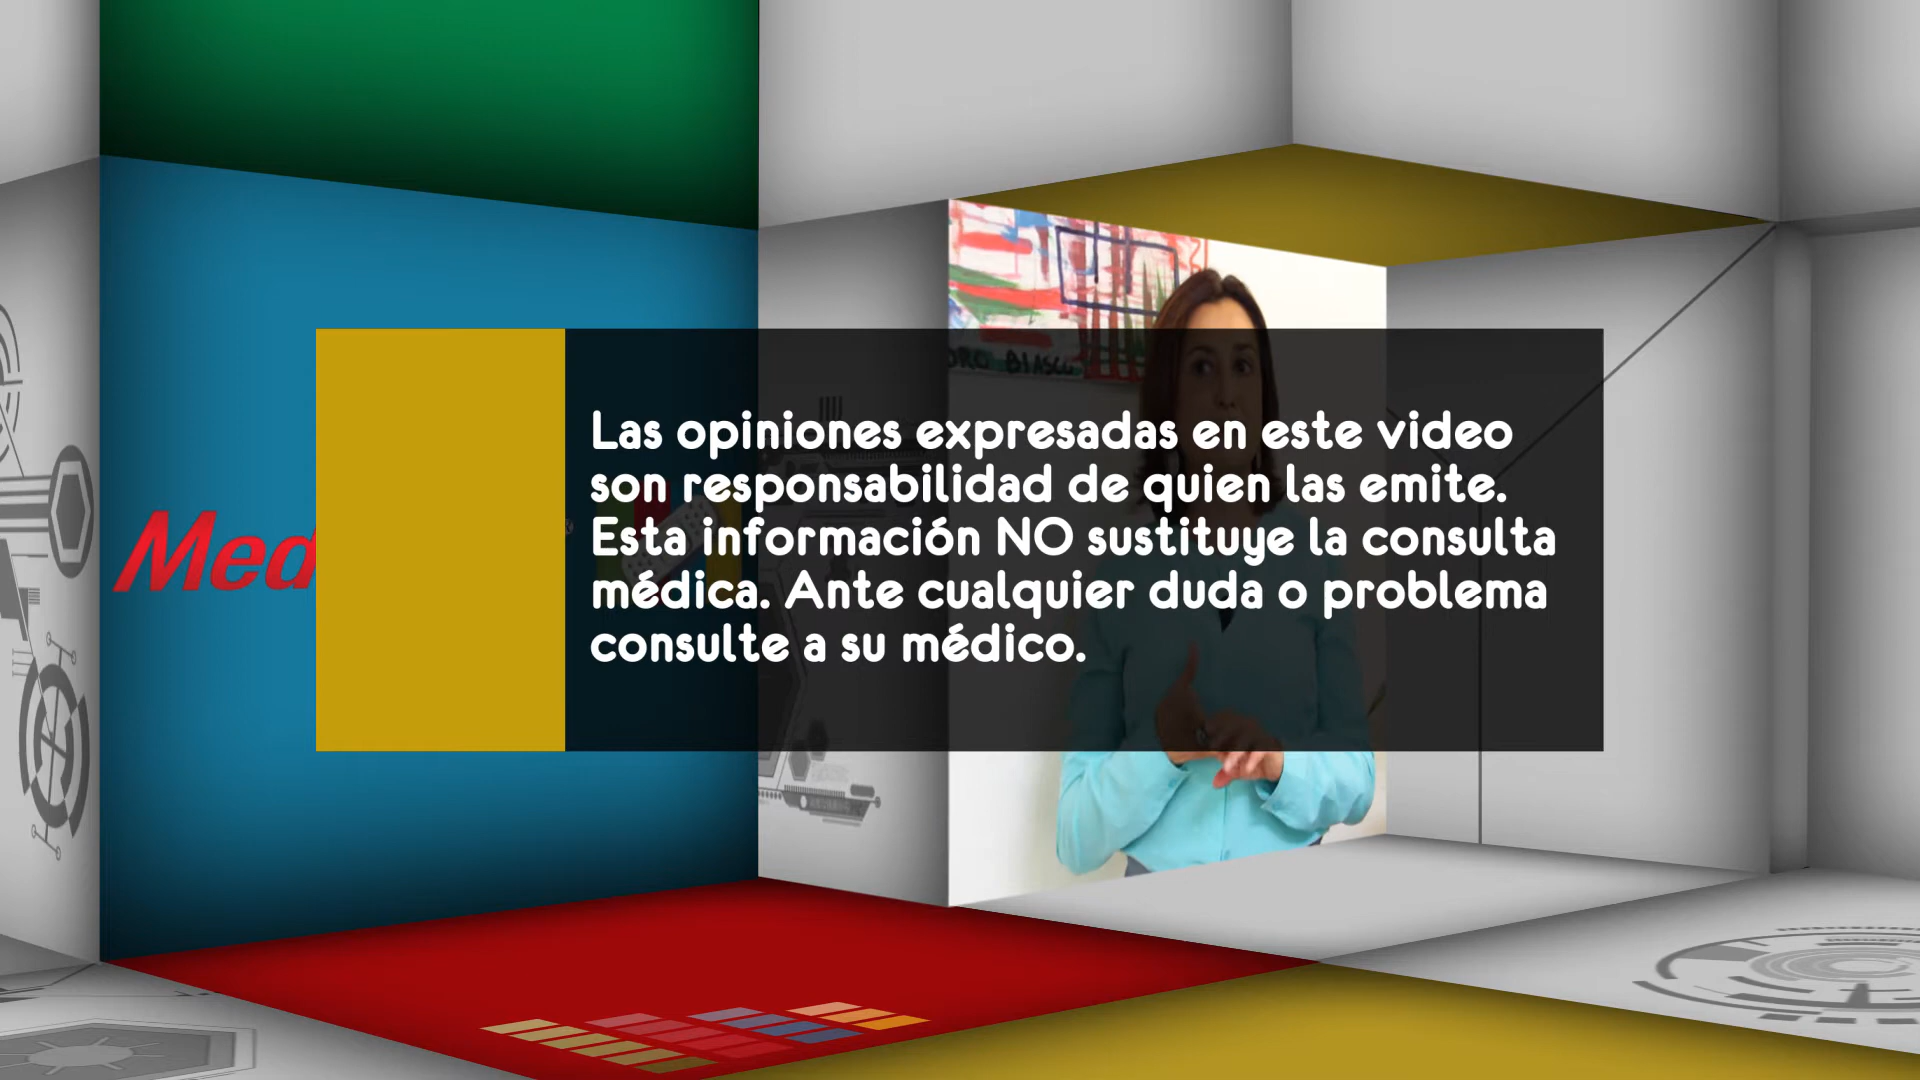 Las opiniones expresadas en este video
son responsabilidad de quien las emite.
Esta información NO sustituye la consulta
médica. Ante cualquier duda o problema
consulte a su médico.
Med